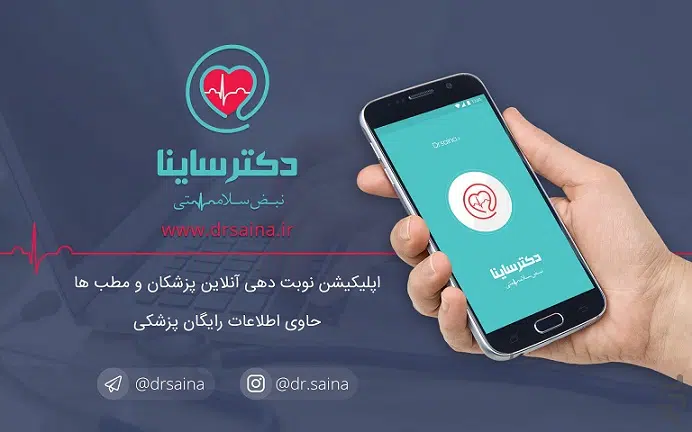 دکتر ساینا
نبض سلامتی
www.drsaina.ir
اپلیکیشن نوبت دهی آنلاین پزشکان و مطب ها
حاوی اطلاعات رایگان پزشکی
@drsaina
@dr.saina
دکتر ساینا
نبض سلامتی